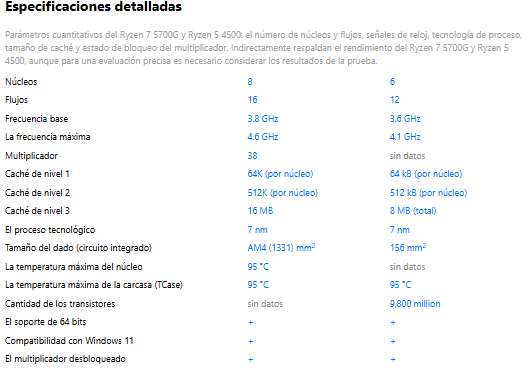 Especificaciones detalladas
Parámetros cuantitativos del Ryzen 7 5700G y Ryzen 5 4500: el número de núcleos y flujos, señales de reloj, tecnología de proceso,
tamaño de caché y estado de bloqueo del multiplicador. Indirectamente respaldan el rendimiento del Ryzen 7 5700G y Ryzen 5
4500, aunque para una evaluación precisa es necesario considerar los resultados de la prueba.
Núcleos 8 6
Flujos 16 12
Frecuencia base 3.8 GHz 3.6 GHz
La frecuencia máxima 4.6 GHz 4.1 GHz
Multiplicador 38 sin datos
Caché de nivel 1 64K (por núcleo) 64 kB (por núcleo)
Caché de nivel 2 512K (por núcleo) 512 kB (por núcleo)
Caché de nivel 3 16 MB 8 MB (total)
El proceso tecnológico 7 nm 7 nm
Tamaño del dado (circuito integrado) AM4 (1331) mm² 156 mm²
La temperatura máxima del núcleo 95 °C sin datos
La temperatura máxima de la carcasa (TCase) 95 °C 95 °C
Cantidad de los transistores sin datos 9,800 million
El soporte de 64 bits + +
Compatibilidad con Windows 11 + +
El multiplicador desbloqueado + +